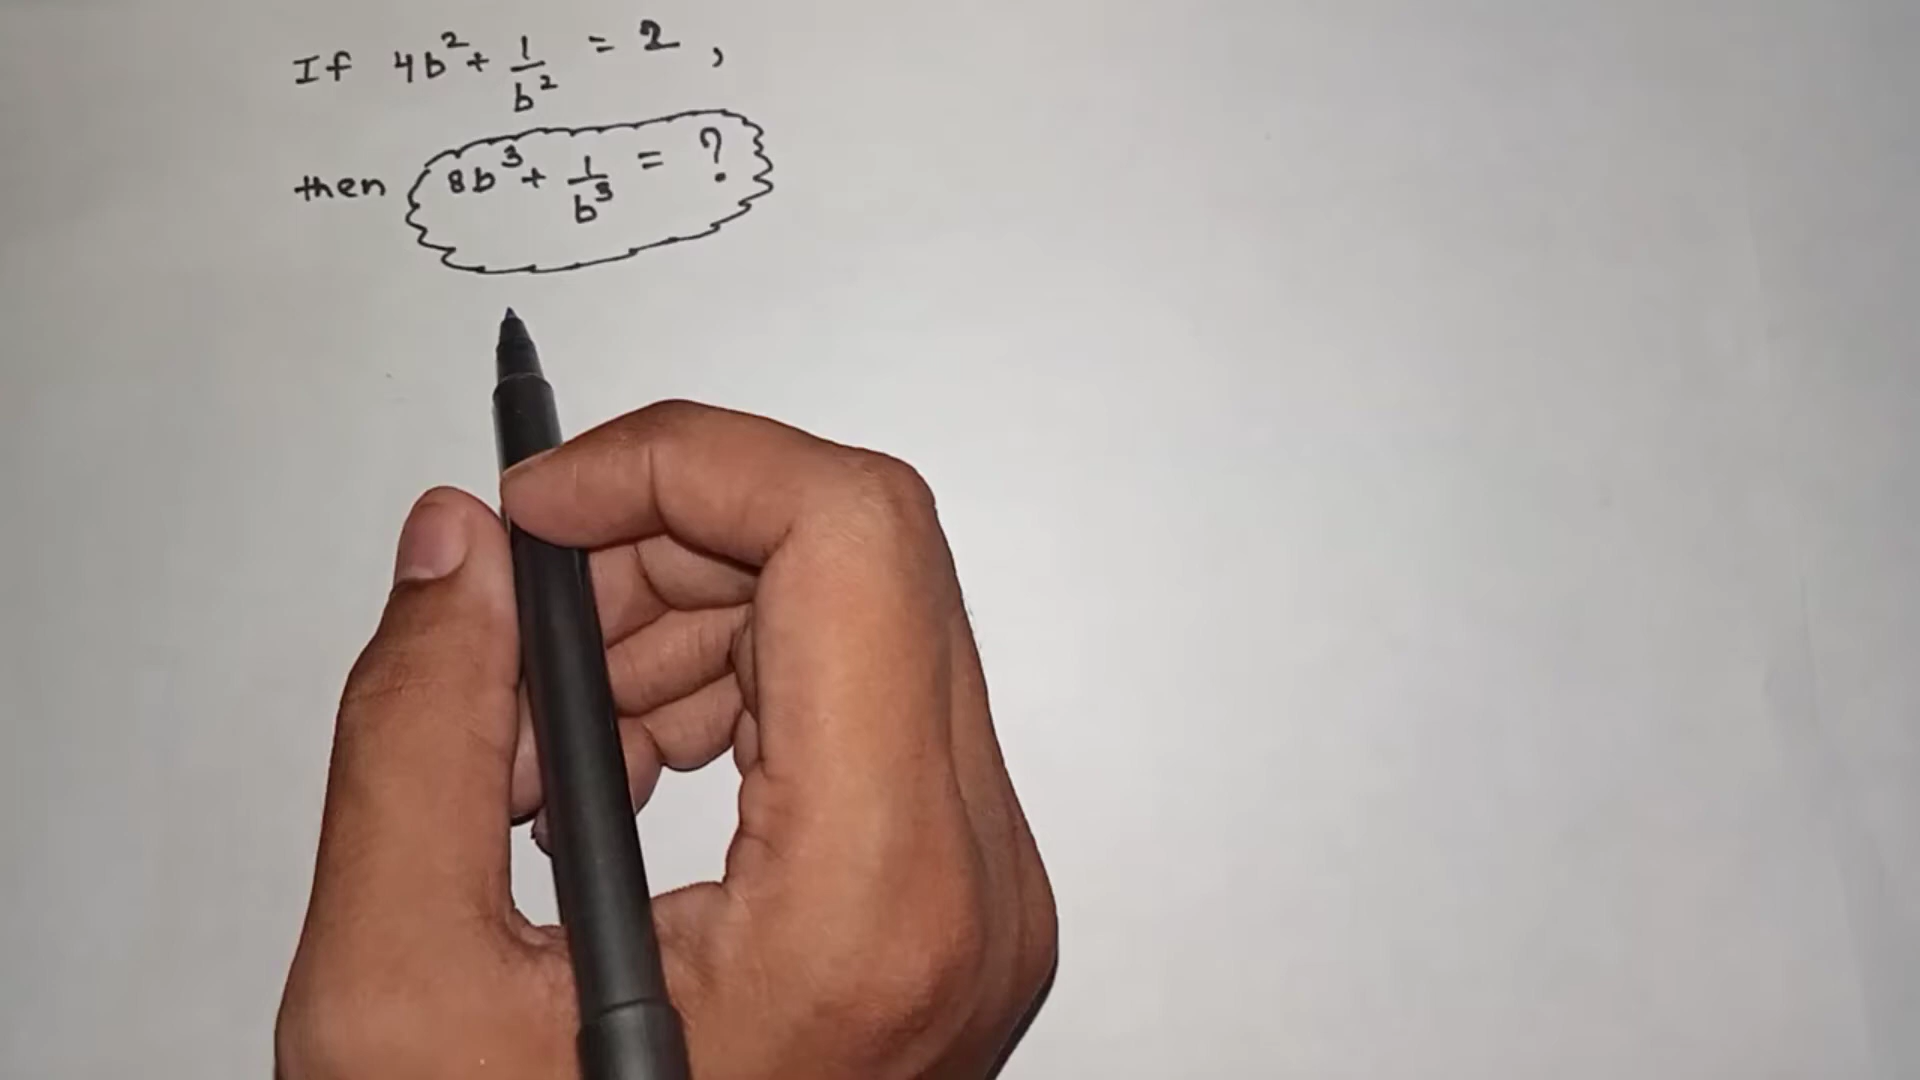 If 4b² + 1/b² = 2 ,
then 8b³ + 1/b³ = ?